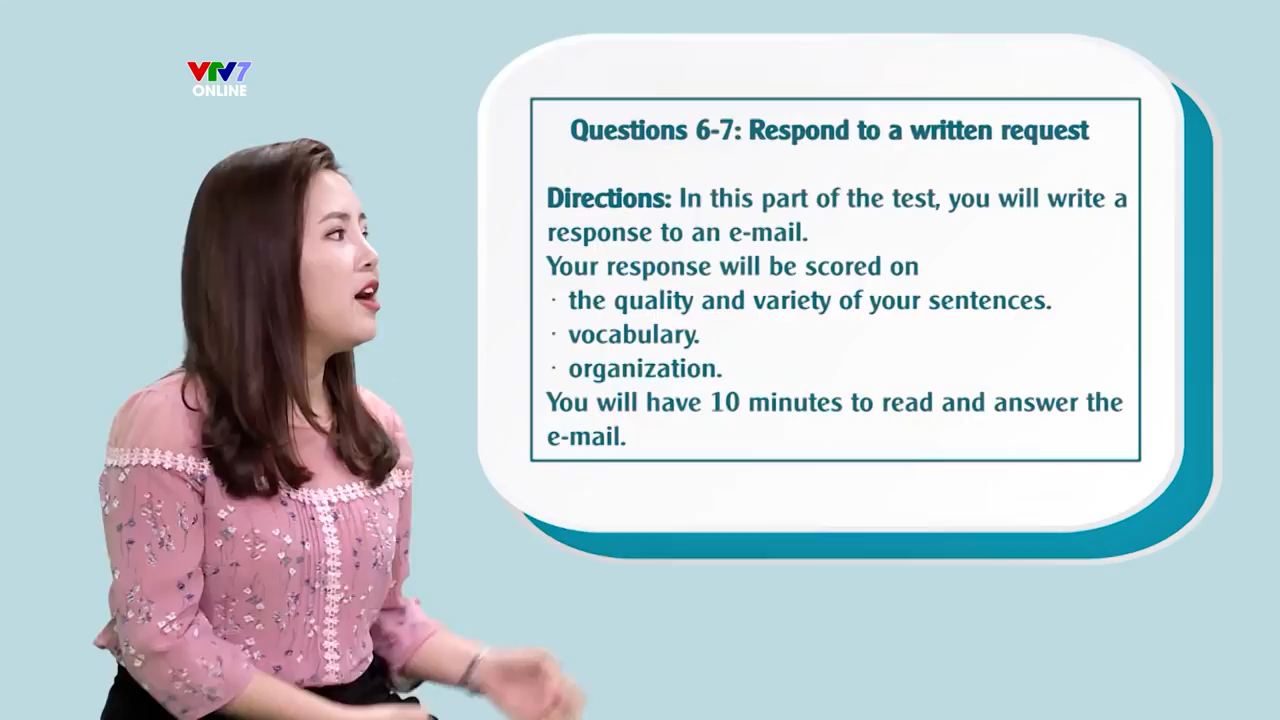 VTV7
ONLINE
Questions 6-7: Respond to a written request
Directions: In this part of the test, you will write a
response to an e-mail.
Your response will be scored on
· the quality and variety of your sentences.
· vocabulary.
· organization.
You will have 10 minutes to read and answer the
e-mail.